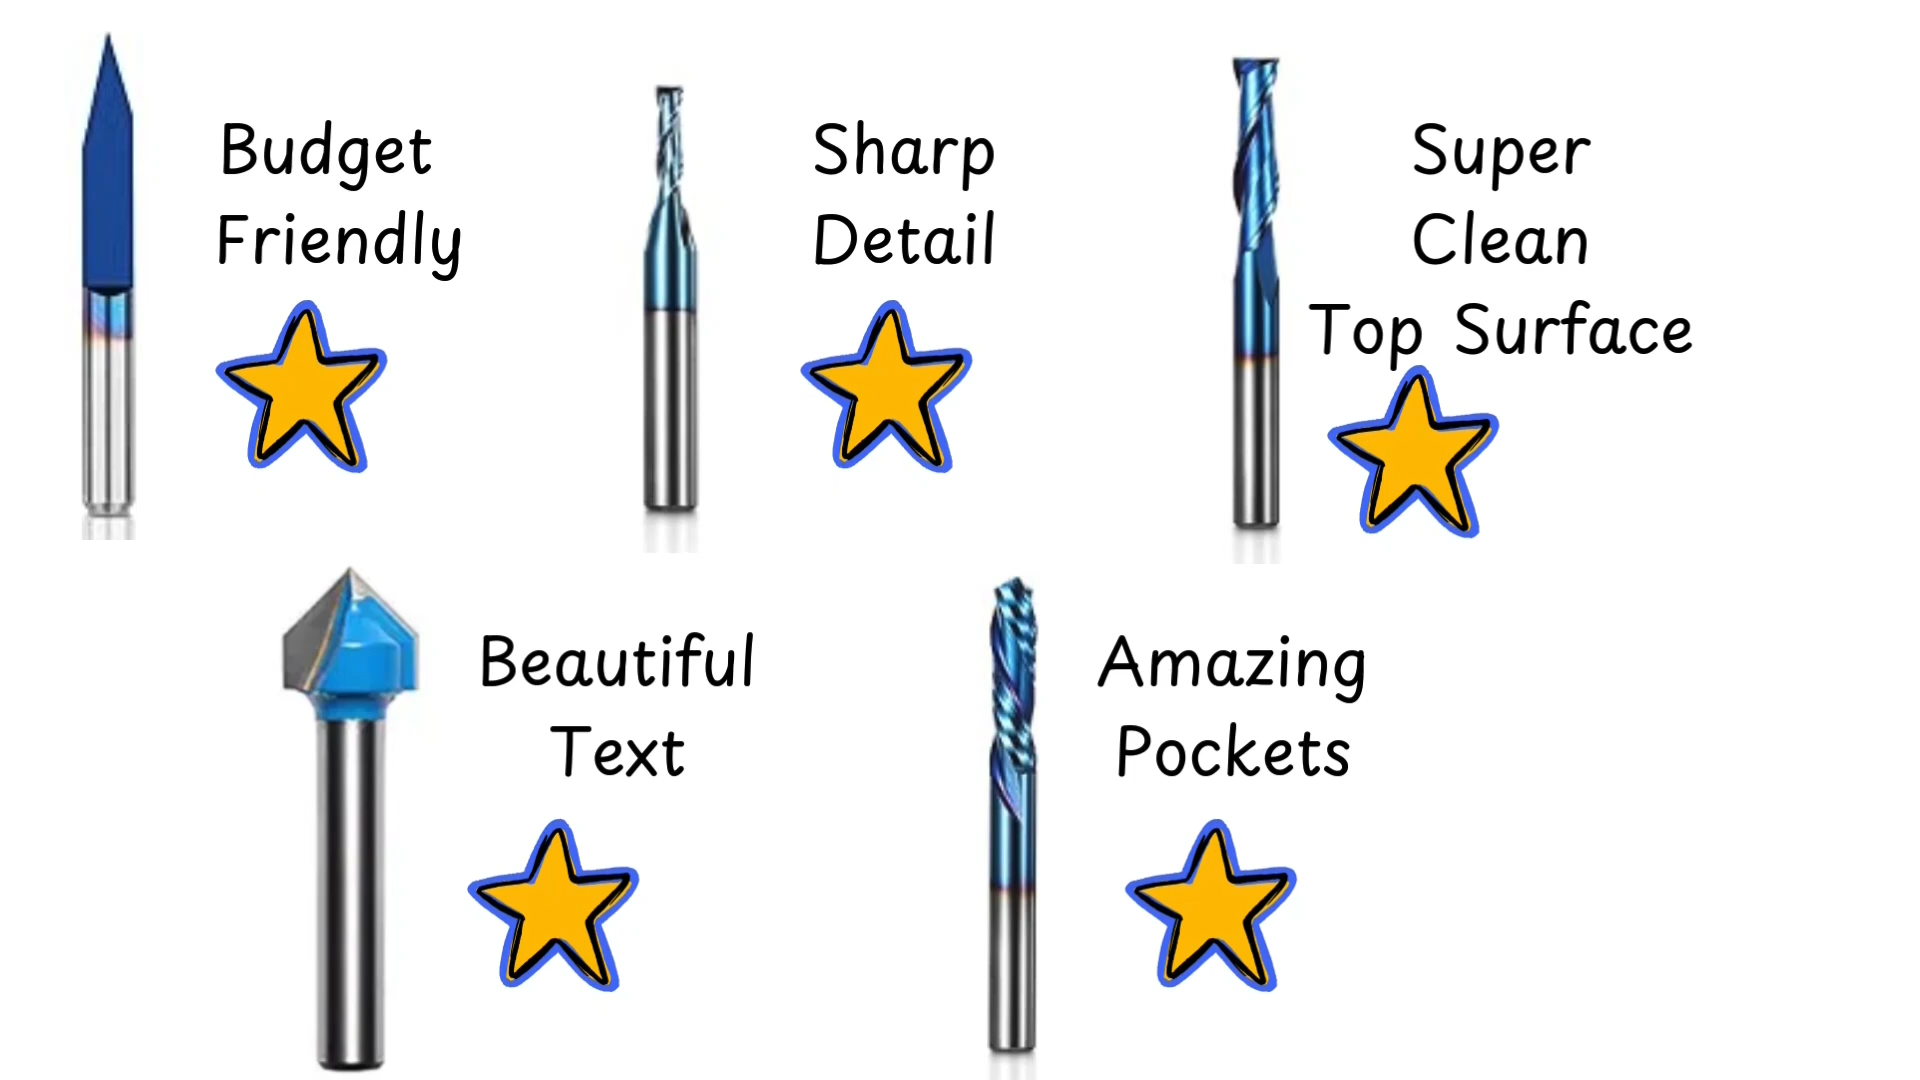 Budget
Friendly
Sharp
Detail
Super
Clean
Top Surface
Beautiful
Text
Amazing
Pockets